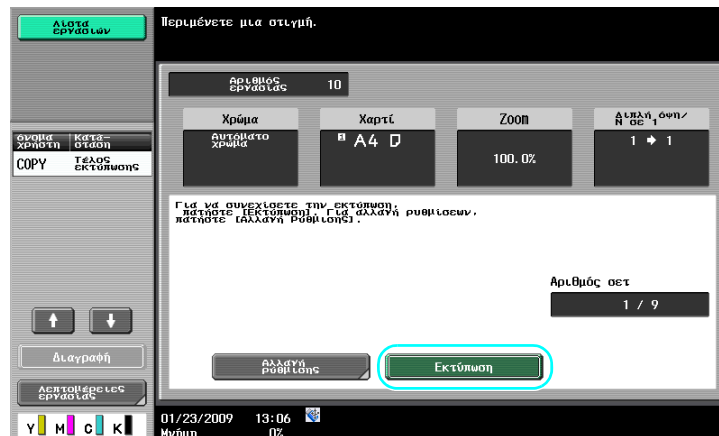 Λίστα
εργασιών
Περιμένετε μια στιγμή.
Αριθμός
εργασίας 10
Χρώμα Χαρτί Zoom Διπλή όψη/
N σε 1
Αυτόματο
χρώμα
1 A4 100.0% 1 ➔ 1
όνομα
χρήστη
Κατά-
σταση
COPY Τέλος
εκτύπωσης
Για να συνεχίσετε την εκτύπωση,
πατήστε [Εκτύπωση]. Για αλλαγή ρυθμίσεων,
πατήστε [Αλλαγή Ρύθμισης].
Αριθμός σετ
1 / 9
Διαγραφή
Αλλαγή
ρύθμισης
Εκτύπωση
Λεπτομέρειες
εργασίας
Y M C K
01/23/2009 13:06
Μνήμη 0%